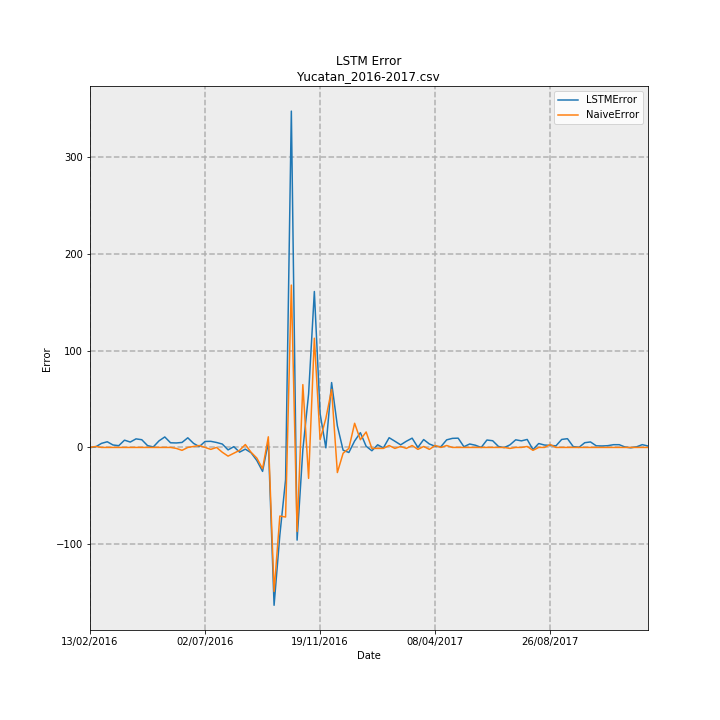 LSTM Error
Yucatan_2016-2017.csv
LSTMError
NaiveError
300
200
100
0
−100
Error
13/02/2016
02/07/2016
19/11/2016
08/04/2017
26/08/2017
Date